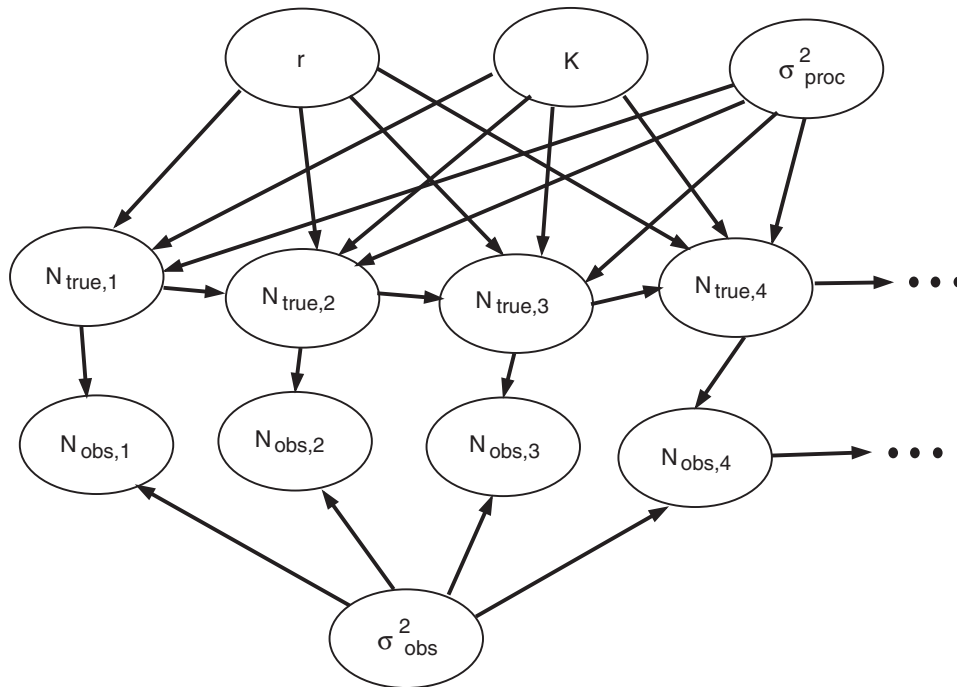 r
K
σ²proc
Ntrue,1
Ntrue,2
Ntrue,3
Ntrue,4
Nobs,1
Nobs,2
Nobs,3
Nobs,4
σ²obs